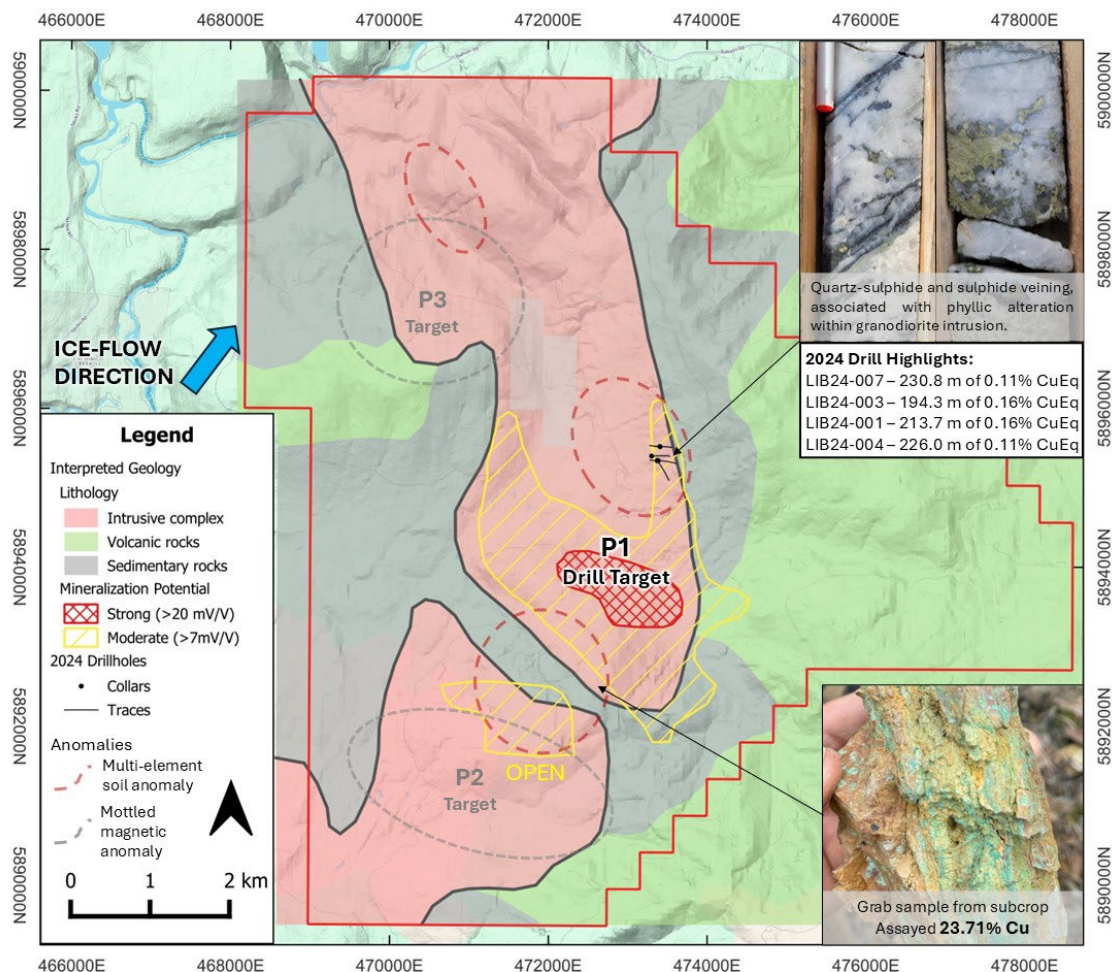 466000E
468000E
470000E
472000E
474000E
476000E
478000E
5900000N
5898000N
5896000N
5894000N
5892000N
5890000N
5900000N
5898000N
5896000N
5894000N
5892000N
5890000N
ICE-FLOW
DIRECTION
P3
Target
P1
Drill Target
P2
Target
OPEN
Quartz-sulphide and sulphide veining,
associated with phyllic alteration
within granodiorite intrusion.
2024 Drill Highlights:
LIB24-007 – 230.8 m of 0.11% CuEq
LIB24-003 – 194.3 m of 0.16% CuEq
LIB24-001 – 213.7 m of 0.16% CuEq
LIB24-004 – 226.0 m of 0.11% CuEq
Legend
Interpreted Geology
Lithology
Intrusive complex
Volcanic rocks
Sedimentary rocks
Mineralization Potential
Strong (>20 mV/V)
Moderate (>7mV/V)
2024 Drillholes
Collars
Traces
Anomalies
Multi-element
soil anomaly
Mottled
magnetic
anomaly
0 1 2 km
Grab sample from subcrop
Assayed 23.71% Cu
466000E
468000E
470000E
472000E
474000E
476000E
478000E